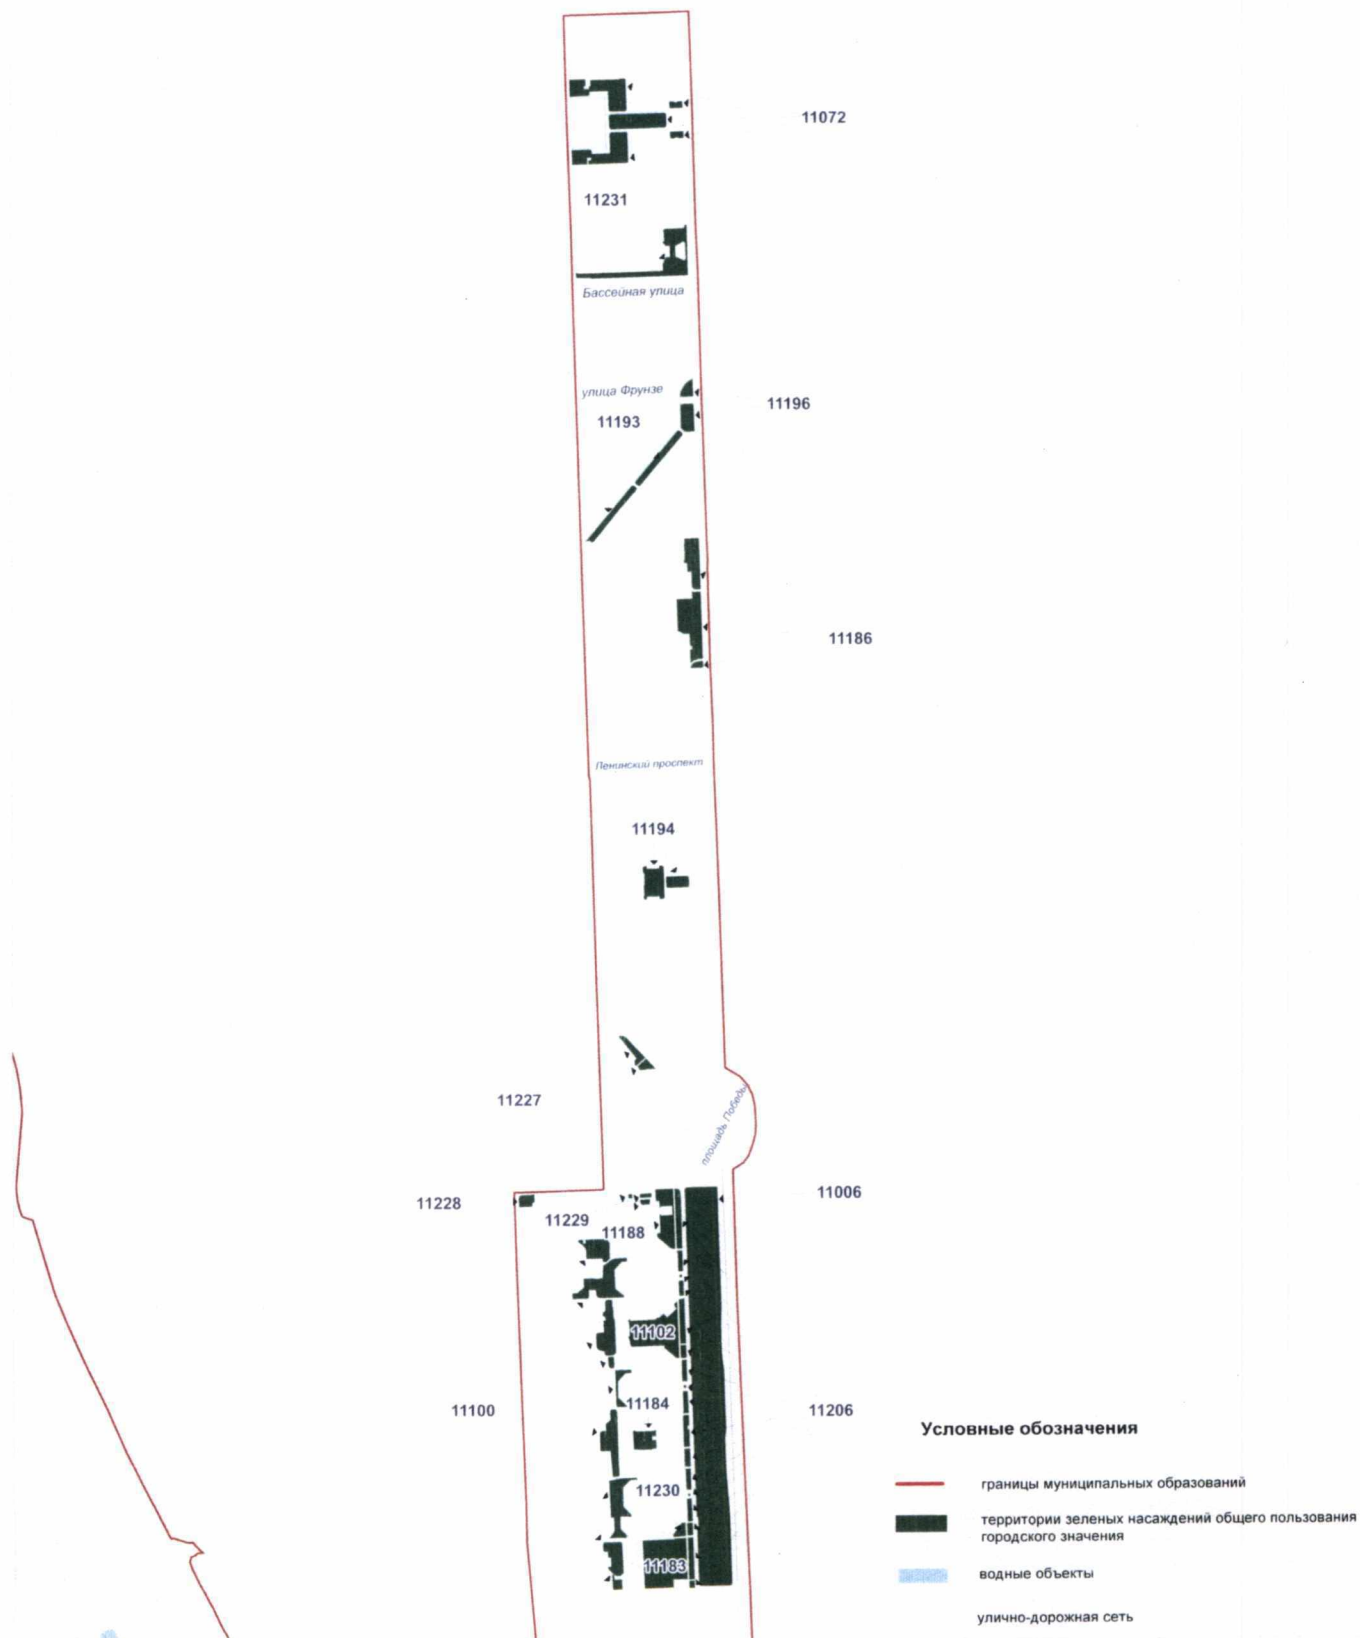 11072
11231
Бассейная улица
улица Фрунзе
11193
11196
11186
Ленинский проспект
11194
11227
площадь Победы
11228
11006
11229
11188
11102
11184
11100
11206
11230
11183
Условные обозначения
границы муниципальных образований
территории зеленых насаждений общего пользования
городского значения
водные объекты
улично-дорожная сеть